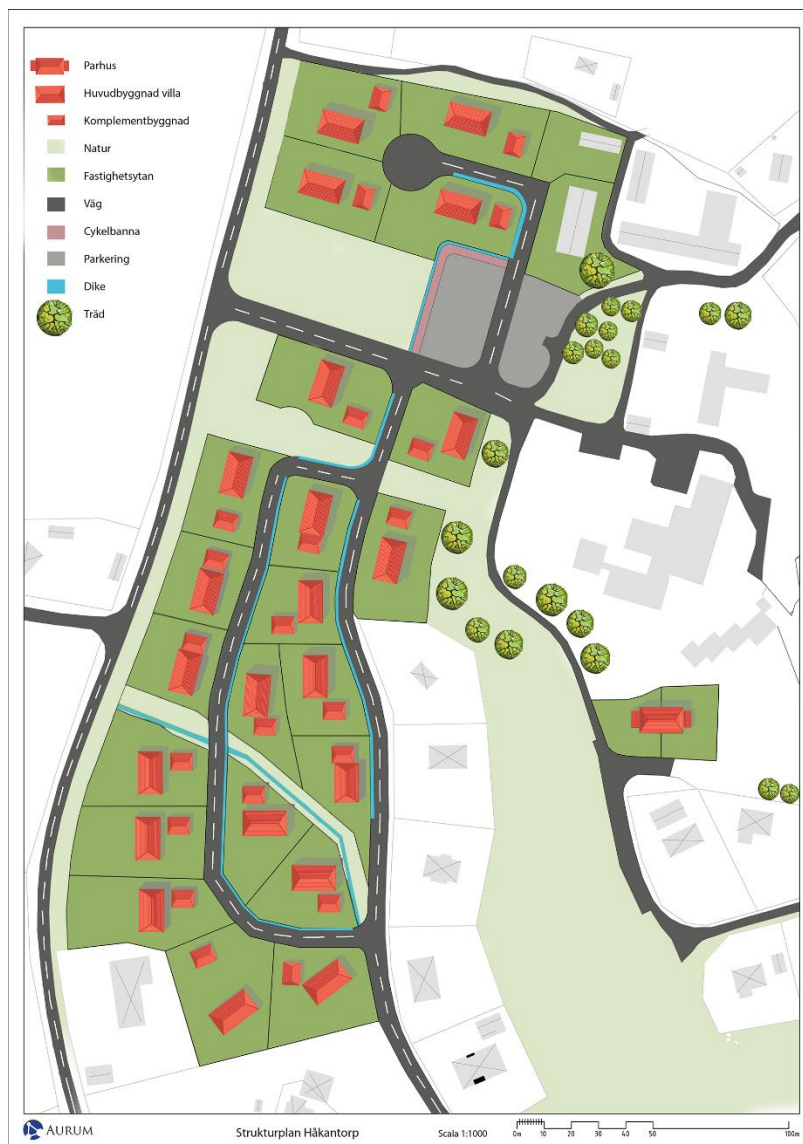 Parhus
Huvudbyggnad villa
Komplementbyggnad
Natur
Fastighetsytan
Väg
Cykelbanna
Parkering
Dike
Träd
AURUM
Strukturplan Håkantorp
Scala 1:1000
0m 10 20 30 40 50 100m